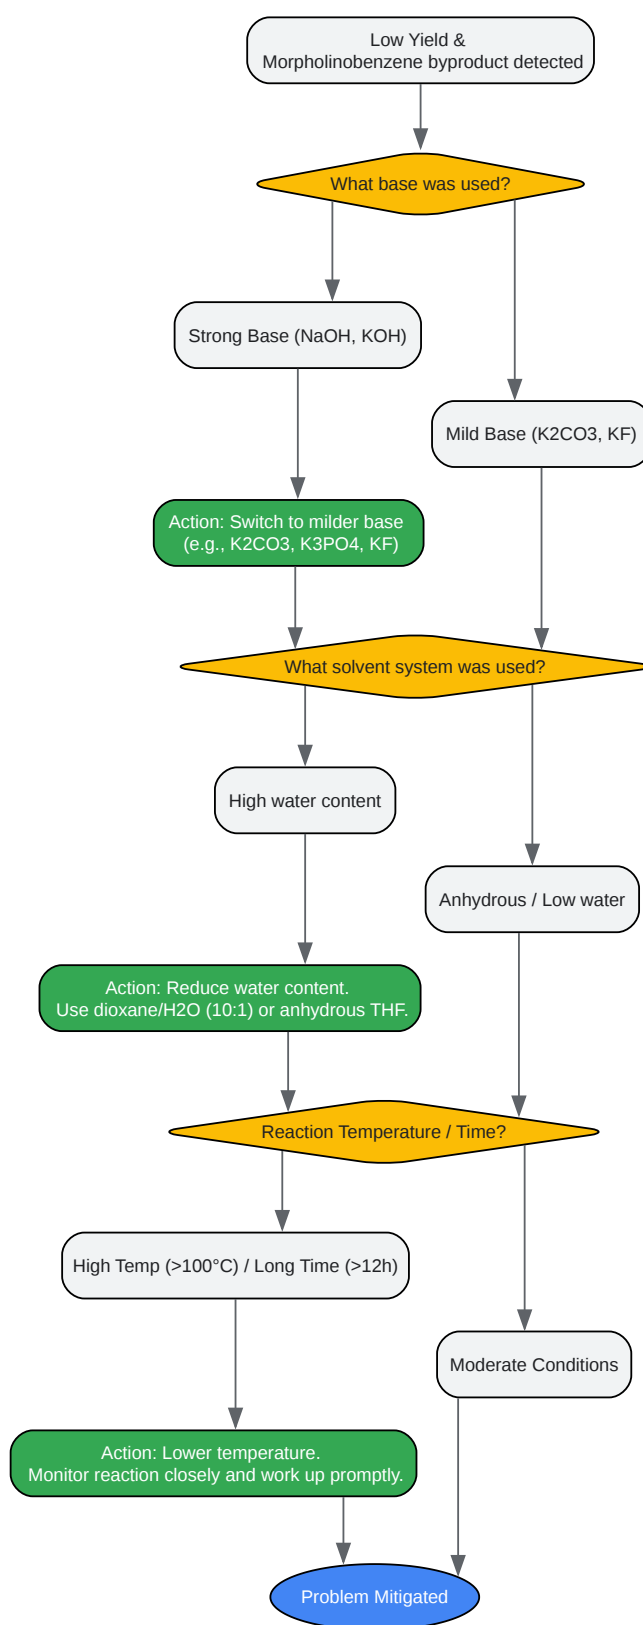 Low Yield &
Morpholinobenzene byproduct detected
What base was used?
Strong Base (NaOH, KOH)
Mild Base (K2CO3, KF)
Action: Switch to milder base
(e.g., K2CO3, K3PO4, KF)
What solvent system was used?
High water content
Anhydrous / Low water
Action: Reduce water content.
Use dioxane/H2O (10:1) or anhydrous THF.
Reaction Temperature / Time?
High Temp (>100°C) / Long Time (>12h)
Moderate Conditions
Action: Lower temperature.
Monitor reaction closely and work up promptly.
Problem Mitigated